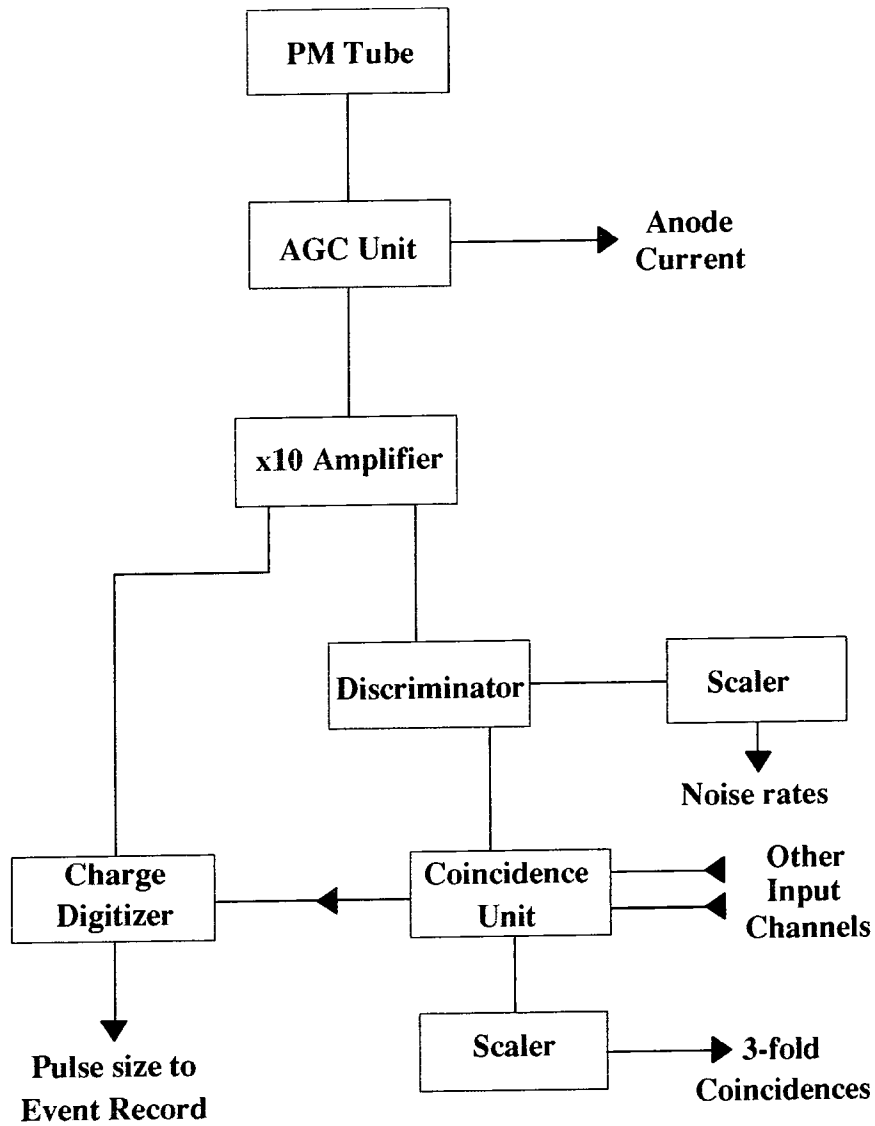 PM Tube
AGC Unit
Anode
Current
x10 Amplifier
Discriminator
Scaler
Noise rates
Charge
Digitizer
Coincidence
Unit
Other
Input
Channels
Scaler
3-fold
Coincidences
Pulse size to
Event Record